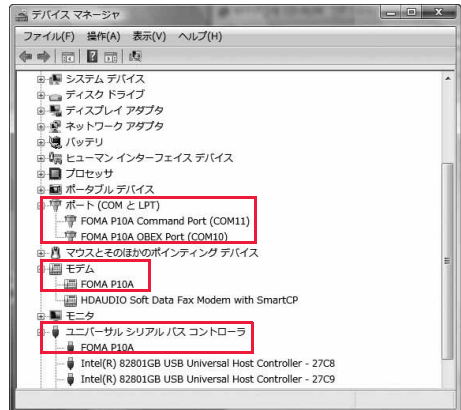 デバイス マネージャ
ファイル(F) 操作(A) 表示(V) ヘルプ(H)
システム デバイス
ディスク ドライブ
ディスプレイ アダプタ
ネットワーク アダプタ
バッテリ
ヒューマン インターフェイス デバイス
プロセッサ
ポータブル デバイス
ポート (COM と LPT)
FOMA P10A Command Port (COM11)
FOMA P10A OBEX Port (COM10)
マウスとそのほかのポインティング デバイス
モデム
FOMA P10A
HDAUDIO Soft Data Fax Modem with SmartCP
モニタ
ユニバーサル シリアル バス コントローラ
FOMA P10A
Intel(R) 82801GB USB Universal Host Controller - 27C8
Intel(R) 82801GB USB Universal Host Controller - 27C9